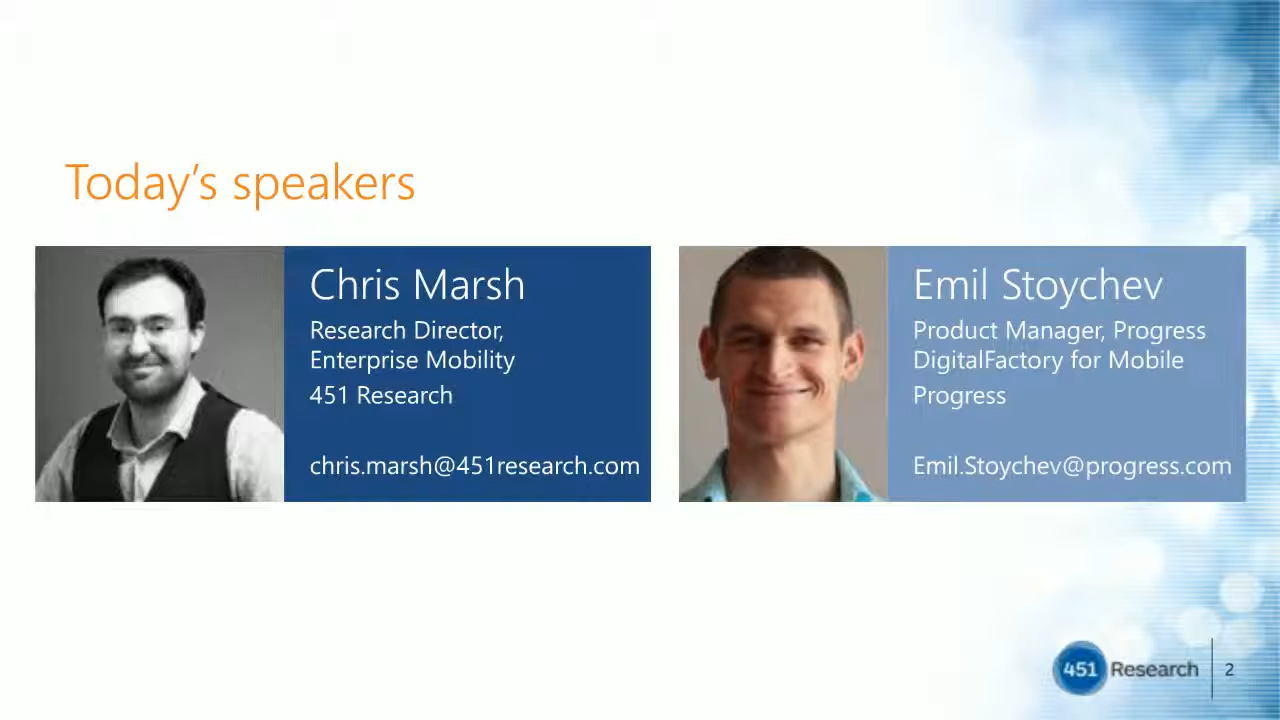 Today's speakers
Chris Marsh
Research Director,
Enterprise Mobility
451 Research
chris.marsh@451research.com
Emil Stoychev
Product Manager, Progress
DigitalFactory for Mobile
Progress
Emil.Stoychev@progress.com
451 Research
2